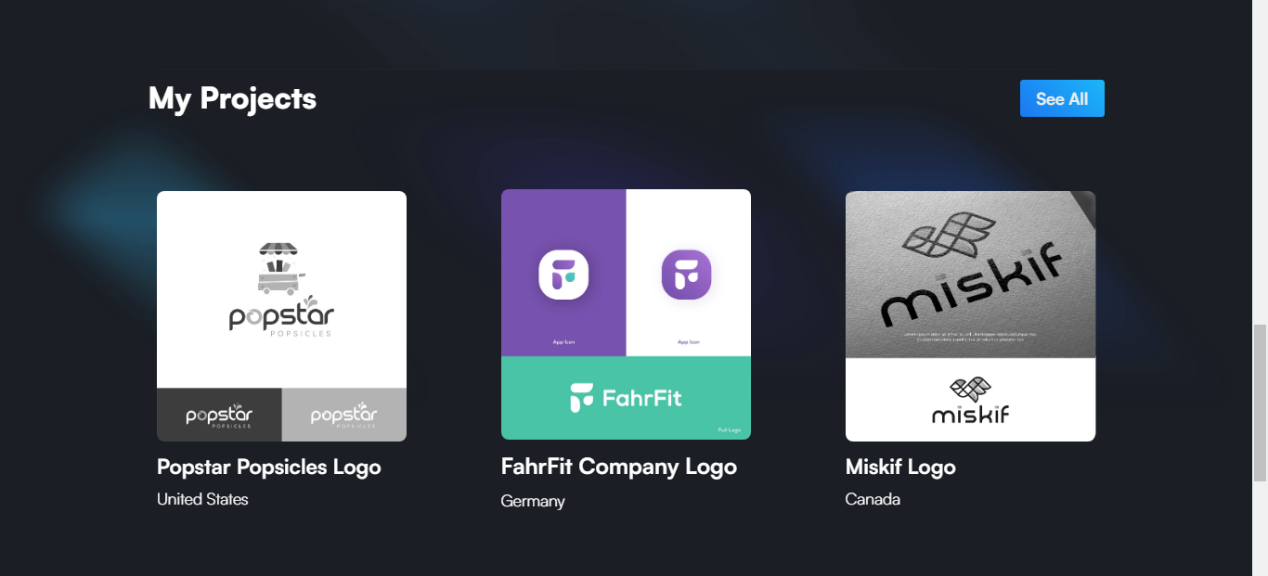 My Projects
See All
popstar
POPSICLES
popstar
POPSICLES
popstar
POPSICLES
Popstar Popsicles Logo
United States
App Icon
App Icon
FahrFit
Full Logo
FahrFit Company Logo
Germany
miskif
miskif
Miskif Logo
Canada